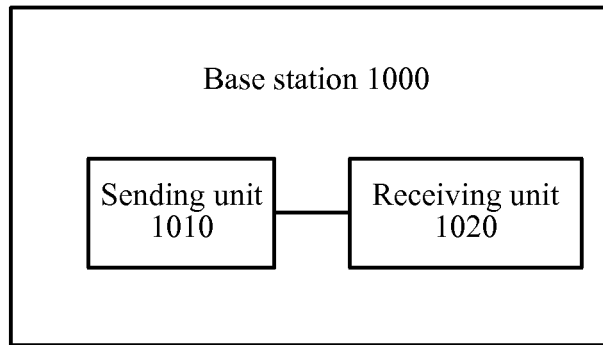 Base station 1000
Sending unit
1010
Receiving unit
1020